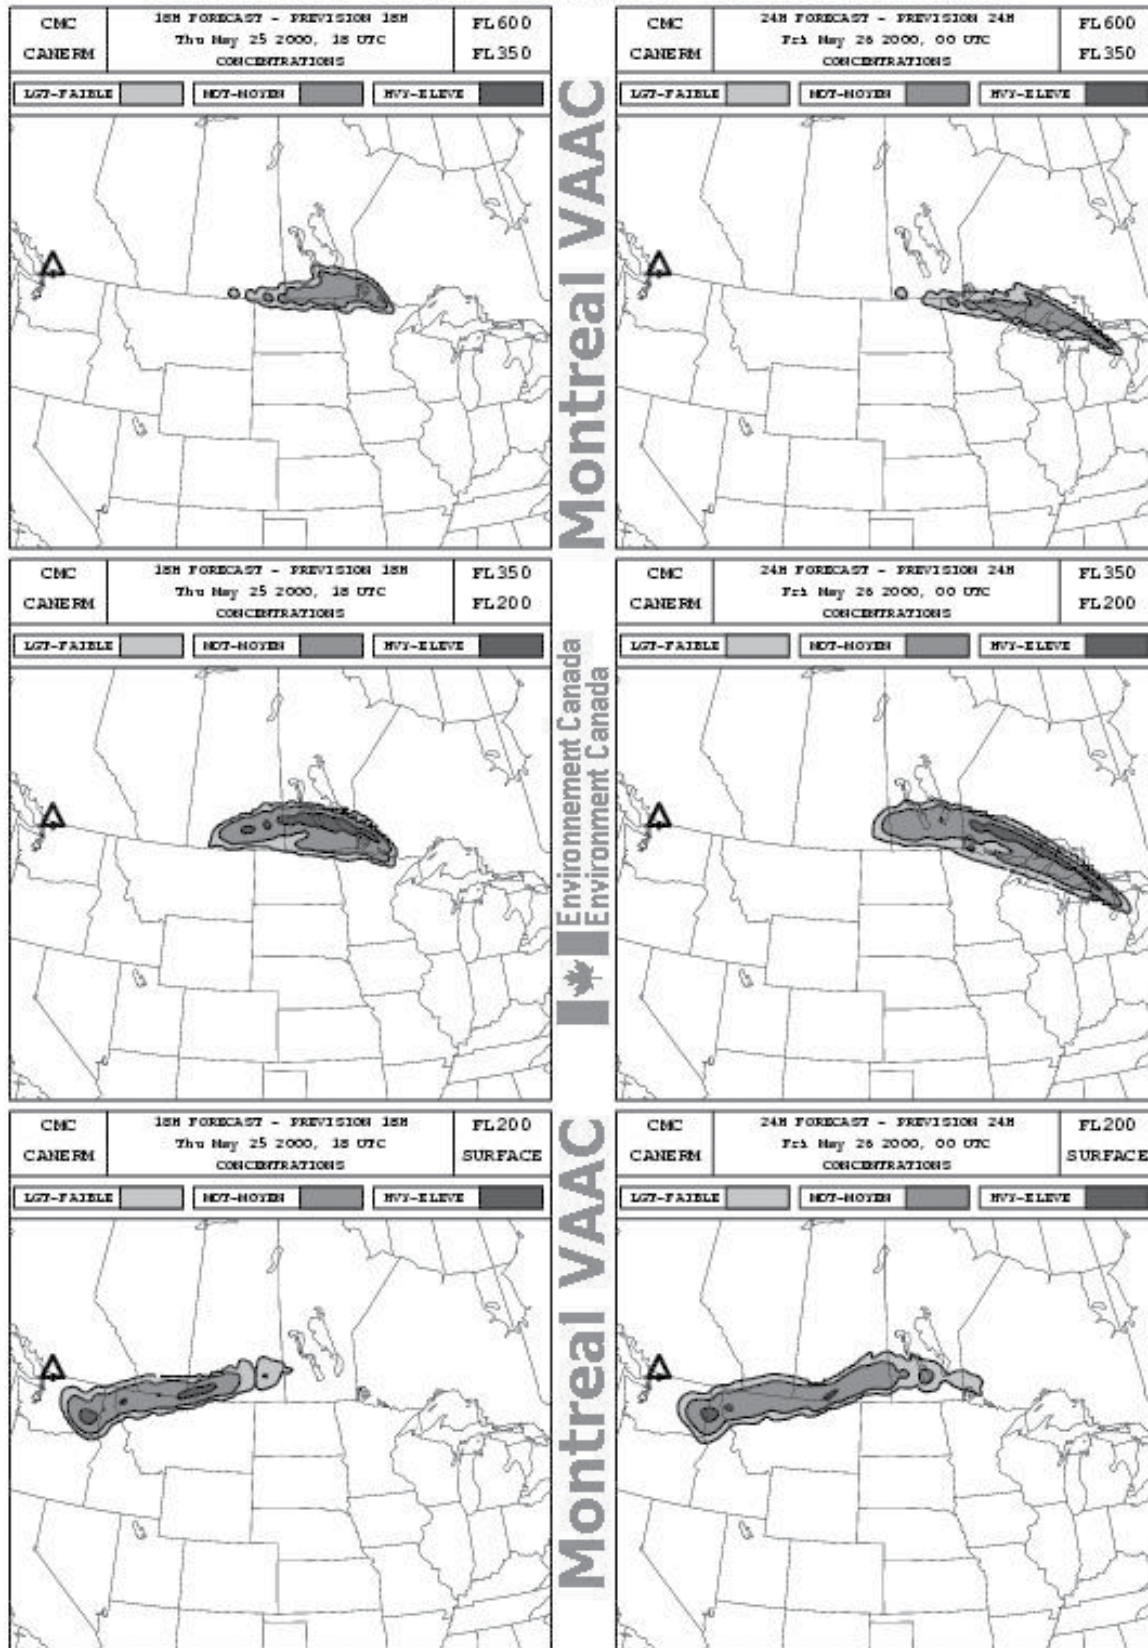 CMC
CANERM
18H FORECAST - PREVISION 18H
Thu May 25 2000, 18 UTC
CONCENTRATIONS
FL600
FL350
LGT-FAIBLE
MOT-MOYEN
HVY-ELEVE
CMC
CANERM
24H FORECAST - PREVISION 24H
Fri May 26 2000, 00 UTC
CONCENTRATIONS
FL600
FL350
LGT-FAIBLE
MOT-MOYEN
HVY-ELEVE
Montreal VAAC
CMC
CANERM
18H FORECAST - PREVISION 18H
Thu May 25 2000, 18 UTC
CONCENTRATIONS
FL350
FL200
LGT-FAIBLE
MOT-MOYEN
HVY-ELEVE
CMC
CANERM
24H FORECAST - PREVISION 24H
Fri May 26 2000, 00 UTC
CONCENTRATIONS
FL350
FL200
LGT-FAIBLE
MOT-MOYEN
HVY-ELEVE
Environnement Canada
Environment Canada
CMC
CANERM
18H FORECAST - PREVISION 18H
Thu May 25 2000, 18 UTC
CONCENTRATIONS
FL200
SURFACE
LGT-FAIBLE
MOT-MOYEN
HVY-ELEVE
CMC
CANERM
24H FORECAST - PREVISION 24H
Fri May 26 2000, 00 UTC
CONCENTRATIONS
FL200
SURFACE
LGT-FAIBLE
MOT-MOYEN
HVY-ELEVE
Montreal VAAC